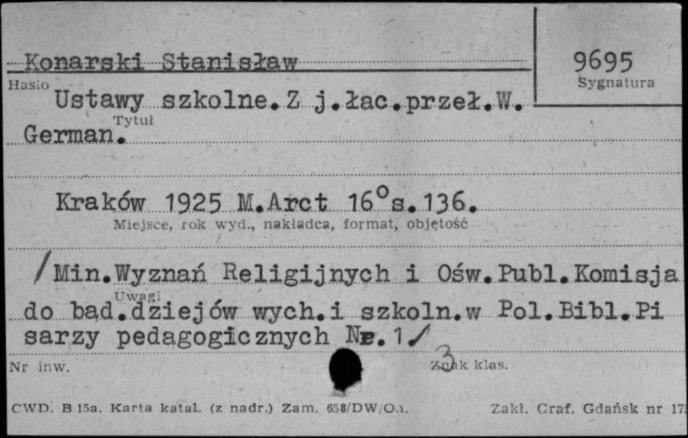 Konarski Stanisław
9695
Hasło
Sygnatura
Ustawy szkolne. Z j.łac.przeł.W.
Tytuł
German.
Kraków 1925 M.Arct 16° s.136.
Miejsce, rok wyd., nakładca, format, objętość
/Min.Wyznań Religijnych i Ośw.Publ.Komisja
Uwagi
do bad.dziejów wych.i szkoln.w Pol.Bibl.Pi
sarzy pedagogicznych Nr.1/
Nr inw.
3
Znak klas.
CWD. B 15a. Karta katal. (z nadr.) Zam. 658/DW/O.i.
Zakł. Graf. Gdańsk nr 17